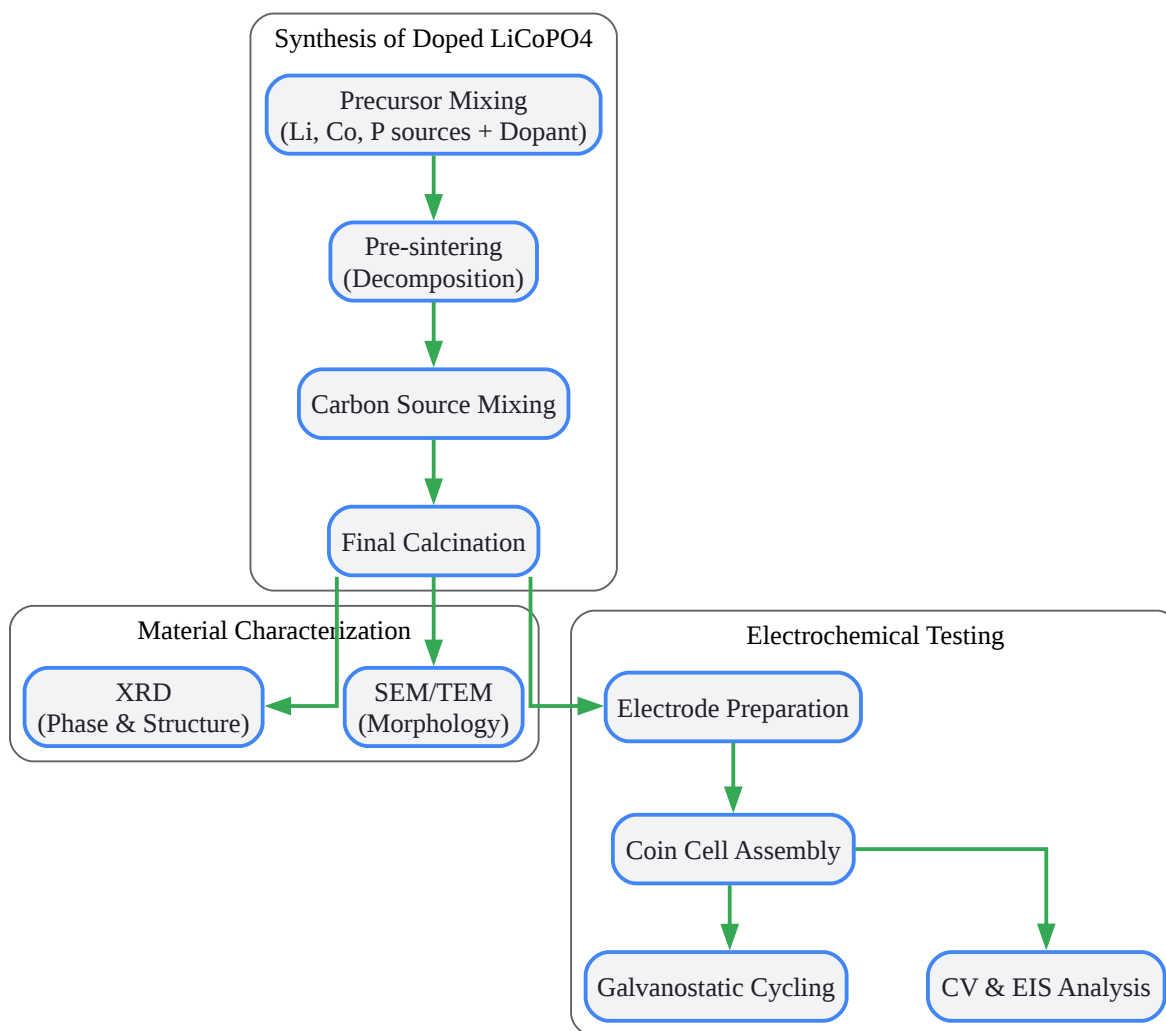 Synthesis of Doped LiCoPO4
Precursor Mixing
(Li, Co, P sources + Dopant)
Pre-sintering
(Decomposition)
Carbon Source Mixing
Final Calcination
Material Characterization
XRD
(Phase & Structure)
SEM/TEM
(Morphology)
Electrochemical Testing
Electrode Preparation
Coin Cell Assembly
Galvanostatic Cycling
CV & EIS Analysis